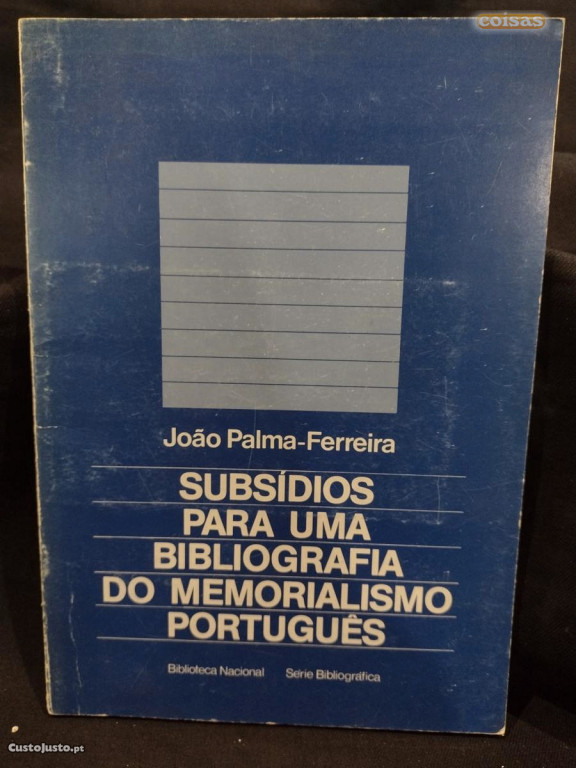 coisas
João Palma-Ferreira
SUBSÍDIOS
PARA UMA
BIBLIOGRAFIA
DO MEMORIALISMO
PORTUGUÊS
Biblioteca Nacional Série Bibliográfica
CustoJusto.pt